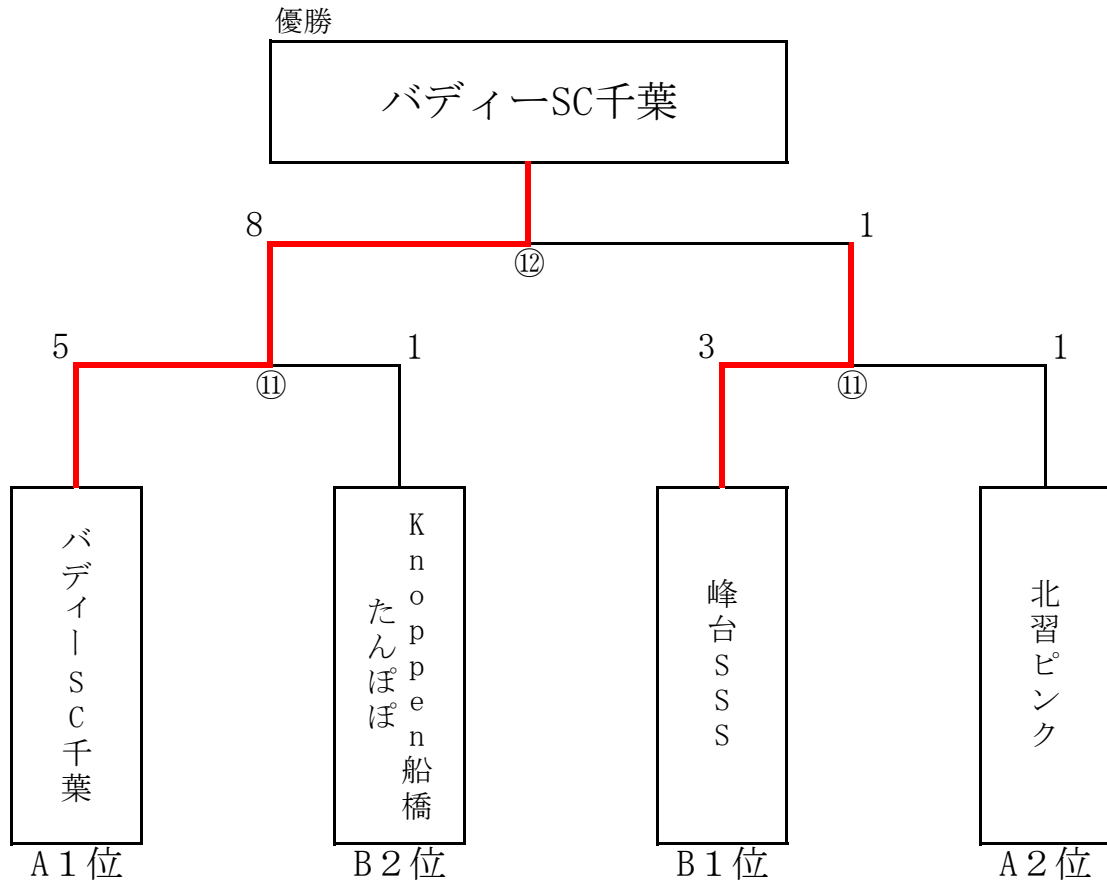 優勝
バディーSC千葉
8
1
⑫
5
1
3
1
⑪
⑪
バディーSC千葉
Knoppen船橋
たんぽぽ
峰台SSS
北習ピンク
A1位
B2位
B1位
A2位